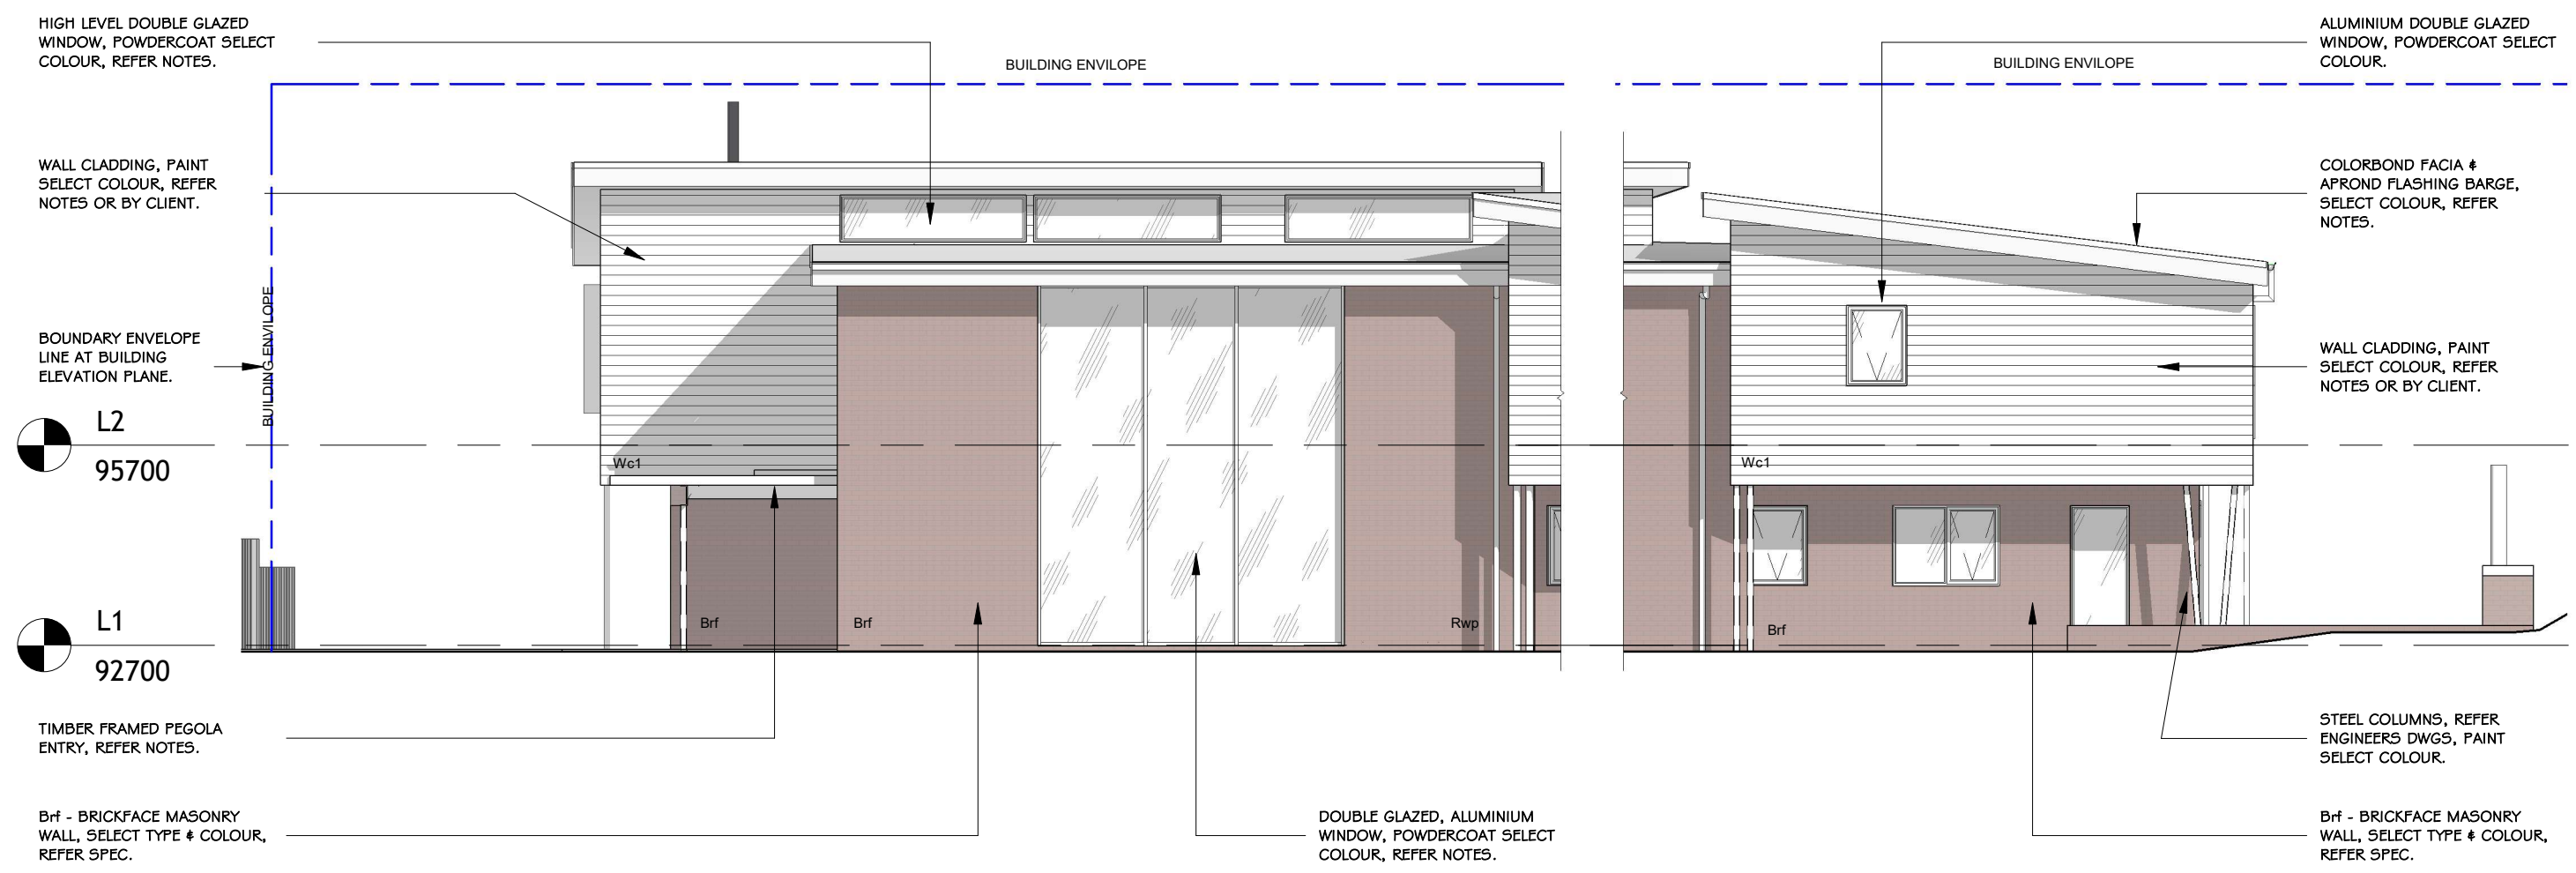 HIGH LEVEL DOUBLE GLAZED
WINDOW, POWDERCOAT SELECT
COLOUR, REFER NOTES.
BUILDING ENVILOPE
BUILDING ENVILOPE
ALUMINIUM DOUBLE GLAZED
WINDOW, POWDERCOAT SELECT
COLOUR.
WALL CLADDING, PAINT
SELECT COLOUR, REFER
NOTES OR BY CLIENT.
COLORBOND FACIA &
APROND FLASHING BARGE,
SELECT COLOUR, REFER
NOTES.
BOUNDARY ENVELOPE
LINE AT BUILDING
ELEVATION PLANE.
BUILDING ENVILOPE
WALL CLADDING, PAINT
SELECT COLOUR, REFER
NOTES OR BY CLIENT.
L2
95700
Wc1
Wc1
L1
92700
Brf
Brf
Rwp
Brf
TIMBER FRAMED PEGOLA
ENTRY, REFER NOTES.
STEEL COLUMNS, REFER
ENGINEERS DWGS, PAINT
SELECT COLOUR.
Brf - BRICKFACE MASONRY
WALL, SELECT TYPE & COLOUR,
REFER SPEC.
DOUBLE GLAZED, ALUMINIUM
WINDOW, POWDERCOAT SELECT
COLOUR, REFER NOTES.
Brf - BRICKFACE MASONRY
WALL, SELECT TYPE & COLOUR,
REFER SPEC.